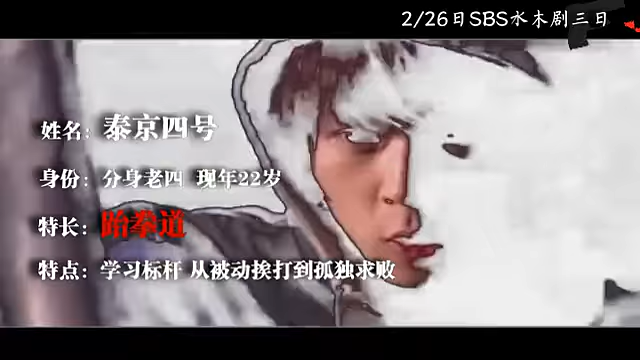 2/26日SBS水木剧三日
姓名：泰京四号
身份：分身老四 现年22岁
特长：跆拳道
特点：学习标杆 从被动挨打到孤独求败